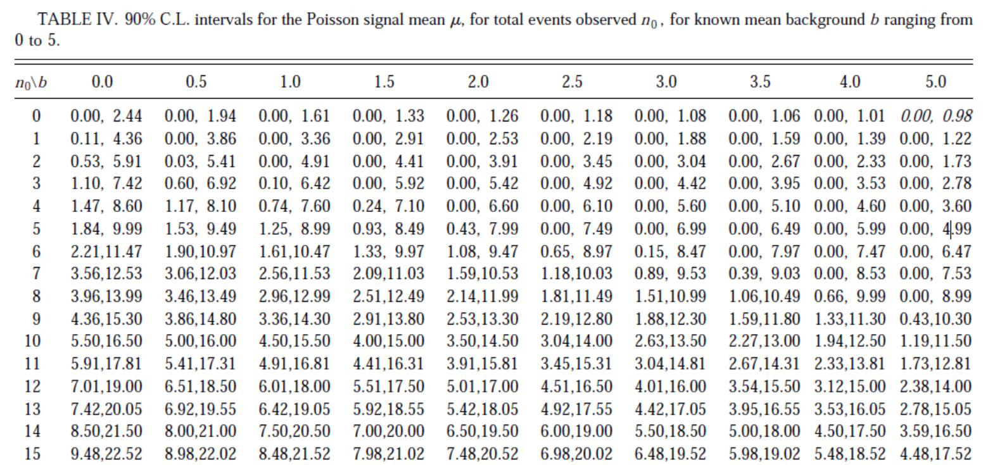 TABLE IV. 90% C.L. intervals for the Poisson signal mean μ, for total events observed n₀, for known mean background b ranging from
0 to 5.
n₀\b 0.0 0.5 1.0 1.5 2.0 2.5 3.0 3.5 4.0 5.0
0 0.00, 2.44 0.00, 1.94 0.00, 1.61 0.00, 1.33 0.00, 1.26 0.00, 1.18 0.00, 1.08 0.00, 1.06 0.00, 1.01 0.00, 0.98
1 0.11, 4.36 0.00, 3.86 0.00, 3.36 0.00, 2.91 0.00, 2.53 0.00, 2.19 0.00, 1.88 0.00, 1.59 0.00, 1.39 0.00, 1.22
2 0.53, 5.91 0.03, 5.41 0.00, 4.91 0.00, 4.41 0.00, 3.91 0.00, 3.45 0.00, 3.04 0.00, 2.67 0.00, 2.33 0.00, 1.73
3 1.10, 7.42 0.60, 6.92 0.10, 6.42 0.00, 5.92 0.00, 5.42 0.00, 4.92 0.00, 4.42 0.00, 3.95 0.00, 3.53 0.00, 2.78
4 1.47, 8.60 1.17, 8.10 0.74, 7.60 0.24, 7.10 0.00, 6.60 0.00, 6.10 0.00, 5.60 0.00, 5.10 0.00, 4.60 0.00, 3.60
5 1.84, 9.99 1.53, 9.49 1.25, 8.99 0.93, 8.49 0.43, 7.99 0.00, 7.49 0.00, 6.99 0.00, 6.49 0.00, 5.99 0.00, 4.99
6 2.21,11.47 1.90,10.97 1.61,10.47 1.33, 9.97 1.08, 9.47 0.65, 8.97 0.15, 8.47 0.00, 7.97 0.00, 7.47 0.00, 6.47
7 3.56,12.53 3.06,12.03 2.56,11.53 2.09,11.03 1.59,10.53 1.18,10.03 0.89, 9.53 0.39, 9.03 0.00, 8.53 0.00, 7.53
8 3.96,13.99 3.46,13.49 2.96,12.99 2.51,12.49 2.14,11.99 1.81,11.49 1.51,10.99 1.06,10.49 0.66, 9.99 0.00, 8.99
9 4.36,15.30 3.86,14.80 3.36,14.30 2.91,13.80 2.53,13.30 2.19,12.80 1.88,12.30 1.59,11.80 1.33,11.30 0.43,10.30
10 5.50,16.50 5.00,16.00 4.50,15.50 4.00,15.00 3.50,14.50 3.04,14.00 2.63,13.50 2.27,13.00 1.94,12.50 1.19,11.50
11 5.91,17.81 5.41,17.31 4.91,16.81 4.41,16.31 3.91,15.81 3.45,15.31 3.04,14.81 2.67,14.31 2.33,13.81 1.73,12.81
12 7.01,19.00 6.51,18.50 6.01,18.00 5.51,17.50 5.01,17.00 4.51,16.50 4.01,16.00 3.54,15.50 3.12,15.00 2.38,14.00
13 7.42,20.05 6.92,19.55 6.42,19.05 5.92,18.55 5.42,18.05 4.92,17.55 4.42,17.05 3.95,16.55 3.53,16.05 2.78,15.05
14 8.50,21.50 8.00,21.00 7.50,20.50 7.00,20.00 6.50,19.50 6.00,19.00 5.50,18.50 5.00,18.00 4.50,17.50 3.59,16.50
15 9.48,22.52 8.98,22.02 8.48,21.52 7.98,21.02 7.48,20.52 6.98,20.02 6.48,19.52 5.98,19.02 5.48,18.52 4.48,17.52